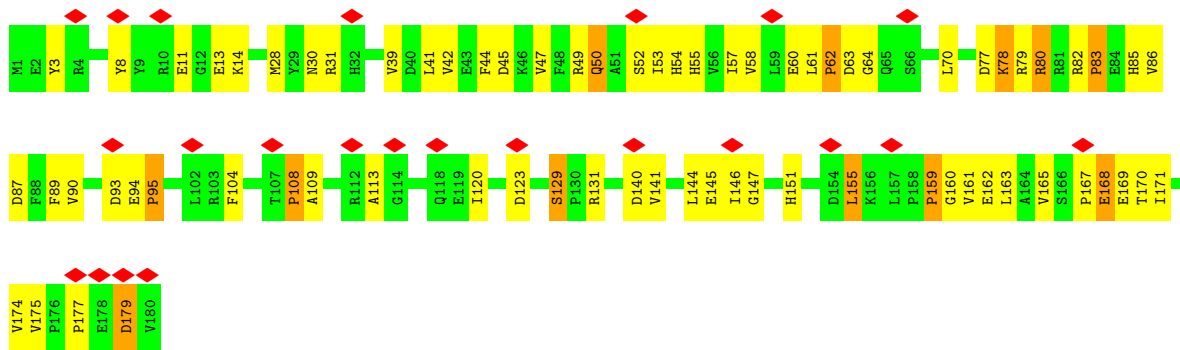 M1 E2 Y3 R4 Y8 Y9 R10 E11 G12 E13 K14 M28 Y29 N30 R31 H32 V39 D40 L41 V42 E43 F44 D45 K46 V47 F48 R49 Q50 A51 S52 I53 H54 H55 V56 I57 V58 L59 E60 L61 P62 D63 G64 Q65 S66 L70 D77 K78 R79 R80 R81 R82 P83 E84 H85 V86
D87 F88 F89 V90 D93 E94 P95 L102 R103 F104 T107 P108 A109 R112 A113 G114 Q118 E119 I120 D123 S129 P130 R131 D140 V141 L144 E145 I146 G147 H151 D154 L155 K156 L157 P158 P159 G160 V161 E162 L163 A164 V165 S166 P167 E168 E169 T170 I171
V174 V175 P176 P177 E178 D179 V180